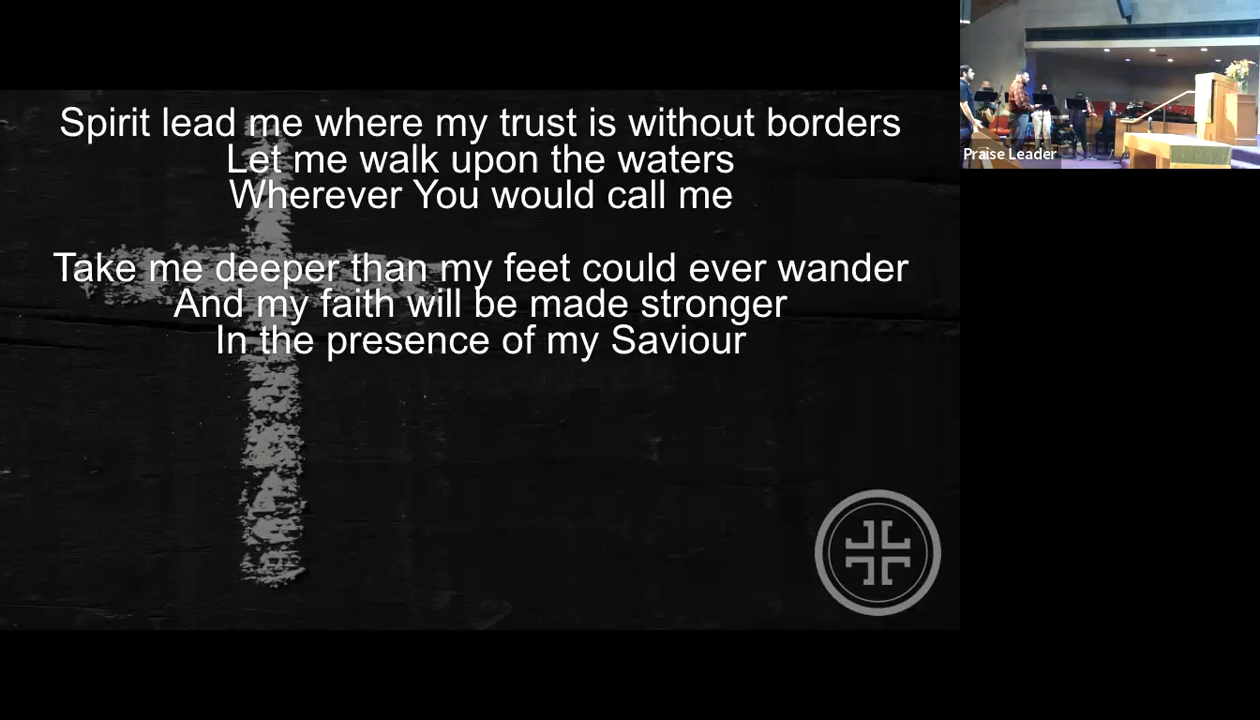 Spirit lead me where my trust is without borders
Let me walk upon the waters
Wherever You would call me
Take me deeper than my feet could ever wander
And my faith will be made stronger
In the presence of my Saviour
Praise Leader